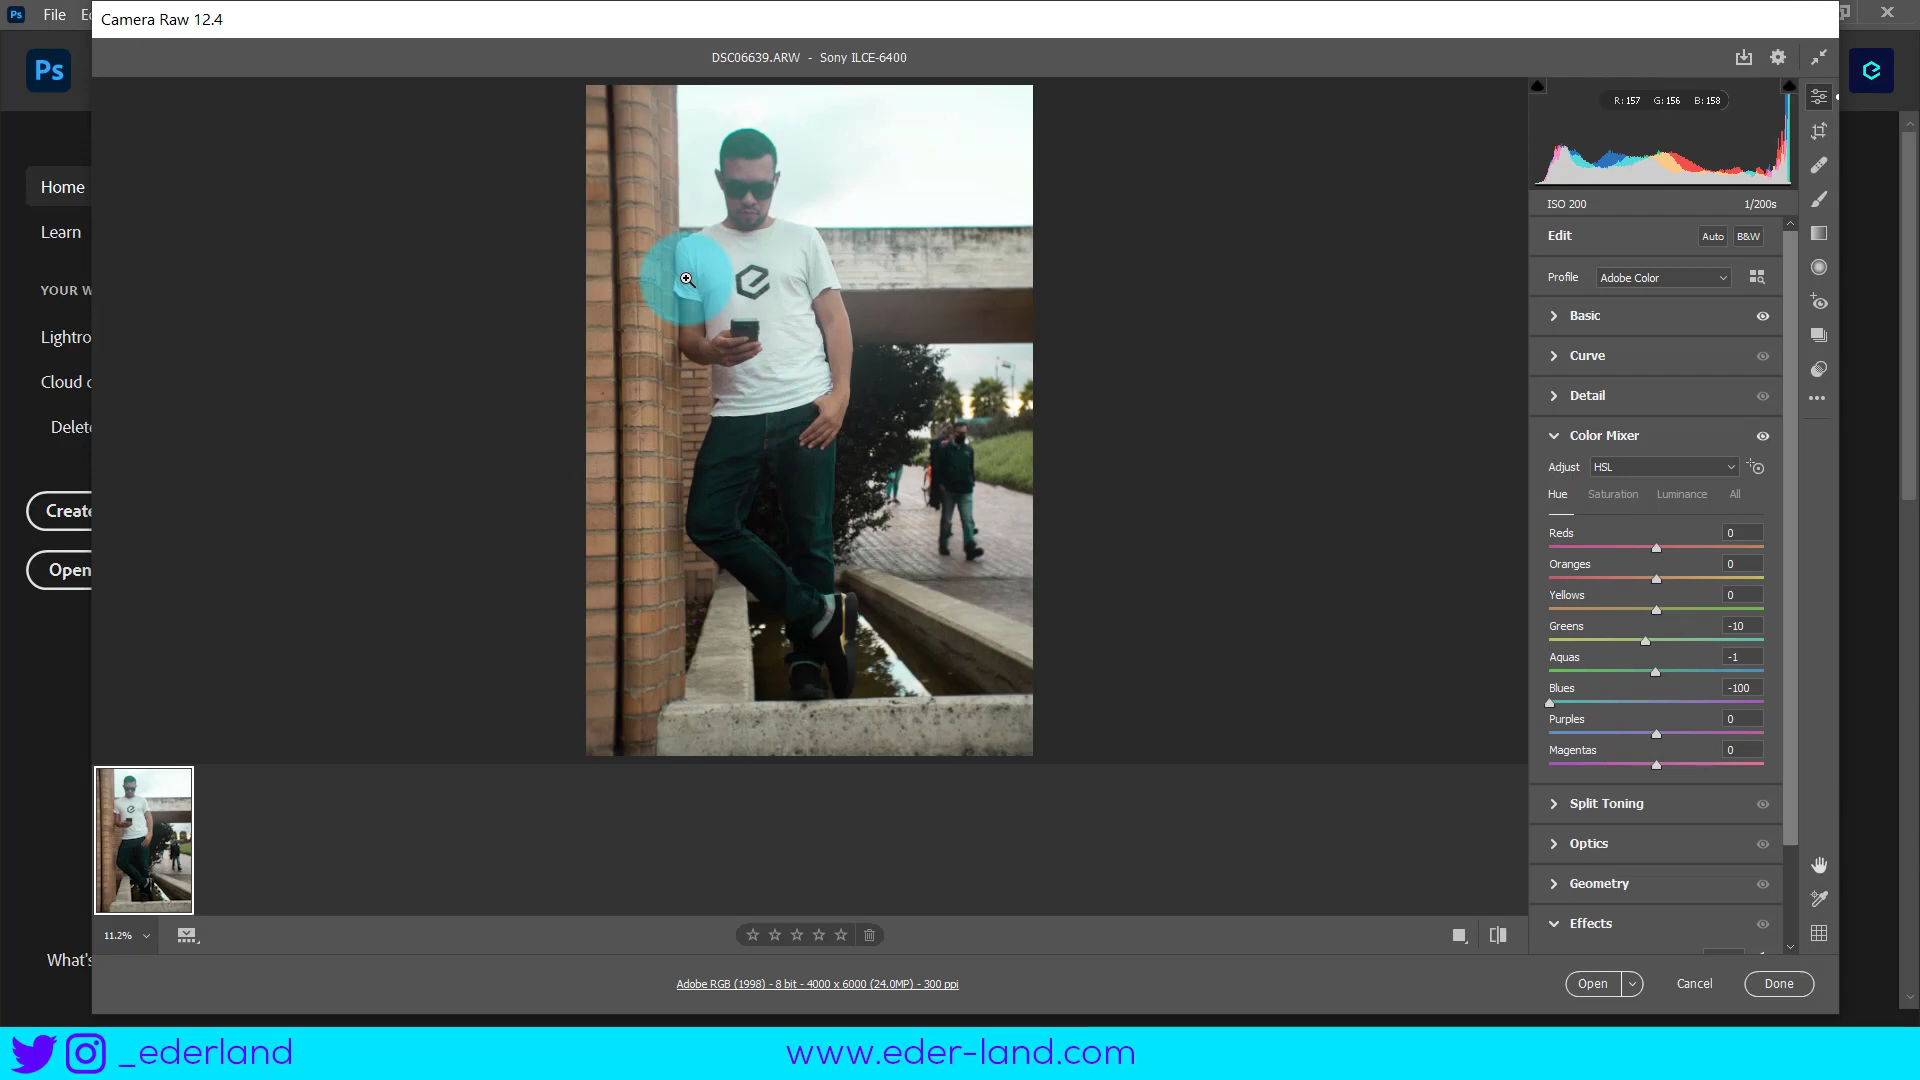 Ps File
Camera Raw 12.4
DSC06639.ARW - Sony ILCE-6400
Ps
R: 157 G: 156 B: 158
Home
Learn
Lightro
Cloud
Delete
Create
Open
What's
ISO 200 1/200s
Edit Auto B&W
Profile Adobe Color
Basic
Curve
Detail
Color Mixer
Adjust HSL
Hue Saturation Luminance All
Reds 0
Oranges 0
Yellows 0
Greens -10
Aquas -1
Blues -100
Purples 0
Magentas 0
Split Toning
Optics
Geometry
Effects
11.2%
Adobe RGB (1998) - 8 bit - 4000 x 6000 (24.0MP) - 300 ppi
Open Cancel Done
_ederland
www.eder-land.com